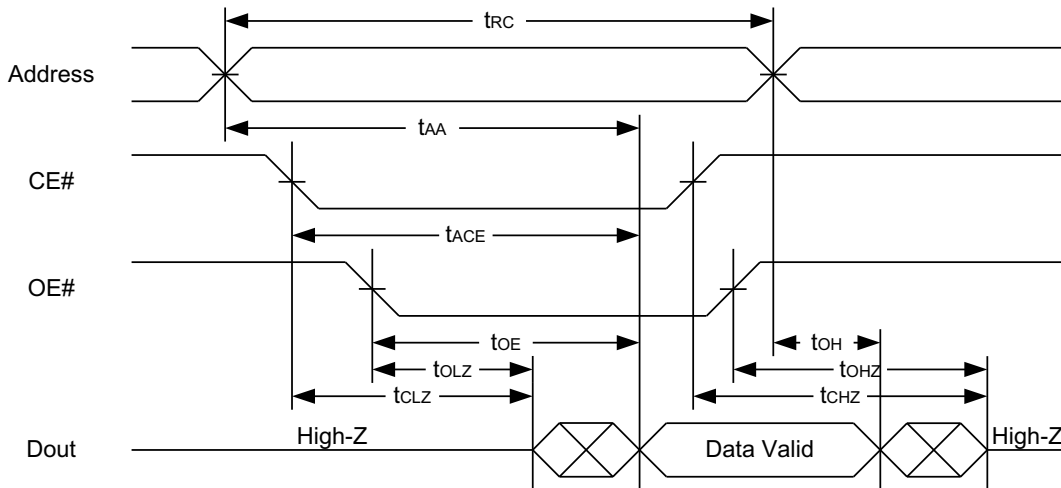 tRC
Address
tAA
CE#
tACE
OE#
tOE
tOH
tOLZ
tOHZ
tCLZ
tCHZ
Dout
High-Z
Data Valid
High-Z